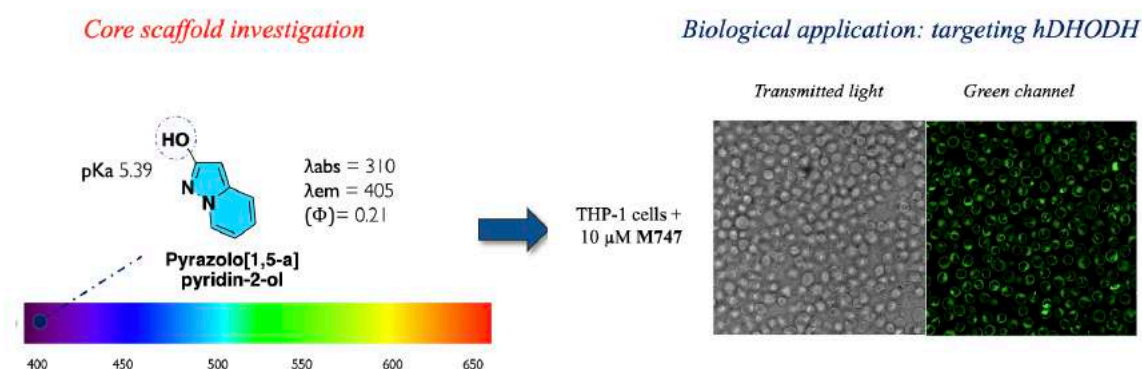 Core scaffold investigation
Biological application: targeting hDHODH
HO
pKa 5.39
N
N
λabs = 310
λem = 405
(Φ)= 0.21
Pyrazolo[1,5-a]
pyridin-2-ol
400 450 500 550 600 650
THP-1 cells +
10 µM M747
Transmitted light
Green channel